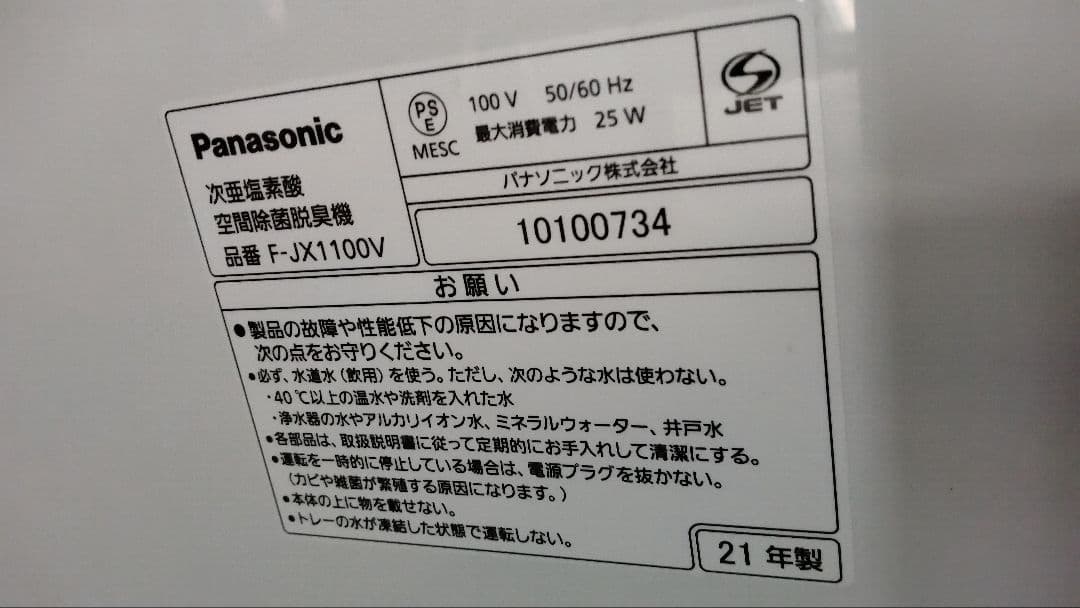 Panasonic
次亜塩素酸
空間除菌脱臭機
品番 F-JX1100V
PS
E
MESC
100 V 50/60 Hz
最大消費電力 25 W
JET
パナソニック株式会社
10100734
お願い
●製品の故障や性能低下の原因になりますので、
次の点をお守りください。
●必ず、水道水（飲用）を使う。ただし、次のような水は使わない。
・40 ℃以上の温水や洗剤を入れた水
・浄水器の水やアルカリイオン水、ミネラルウォーター、井戸水
●各部品は、取扱説明書に従って定期的にお手入れして清潔にする。
●運転を一時的に停止している場合は、電源プラグを抜かない。
（カビや雑菌が繁殖する原因になります。）
●本体の上に物を載せない。
●トレーの水が凍結した状態で運転しない。
21 年製